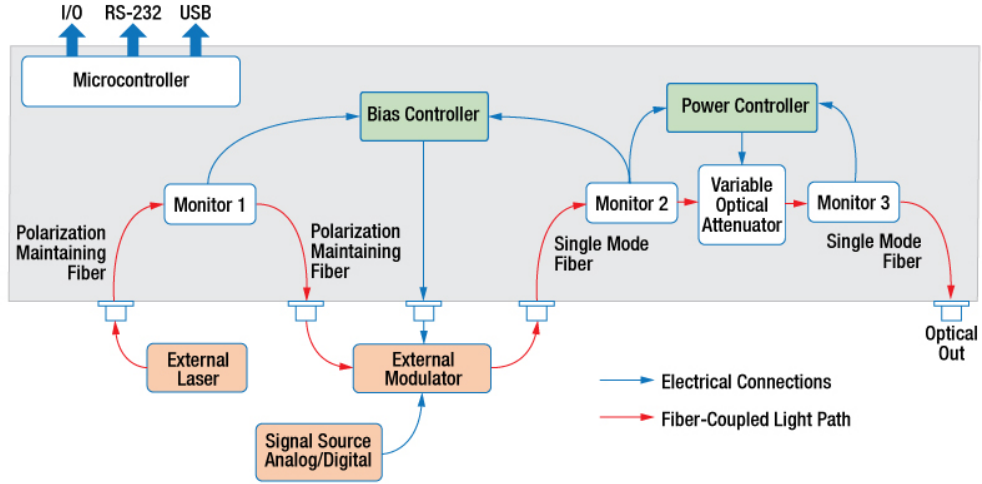 I/O RS-232 USB
Microcontroller
Bias Controller
Power Controller
Monitor 1
Polarization
Maintaining
Fiber
Polarization
Maintaining
Fiber
Monitor 2
Single Mode
Fiber
Variable
Optical
Attenuator
Monitor 3
Single Mode
Fiber
Optical
Out
External
Laser
External
Modulator
Signal Source
Analog/Digital
Electrical Connections
Fiber-Coupled Light Path